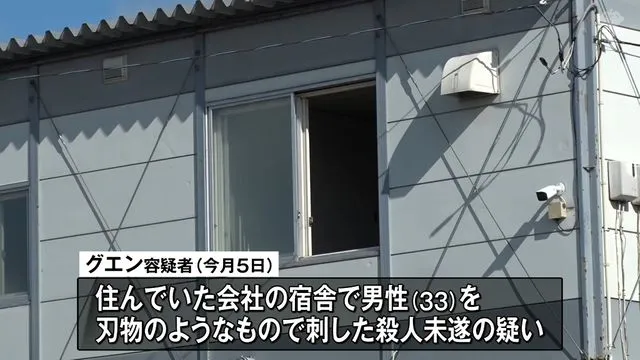 グエン容疑者(今月5日)
住んでいた会社の宿舎で男性(33)を
刃物のようなもので刺した殺人未遂の疑い